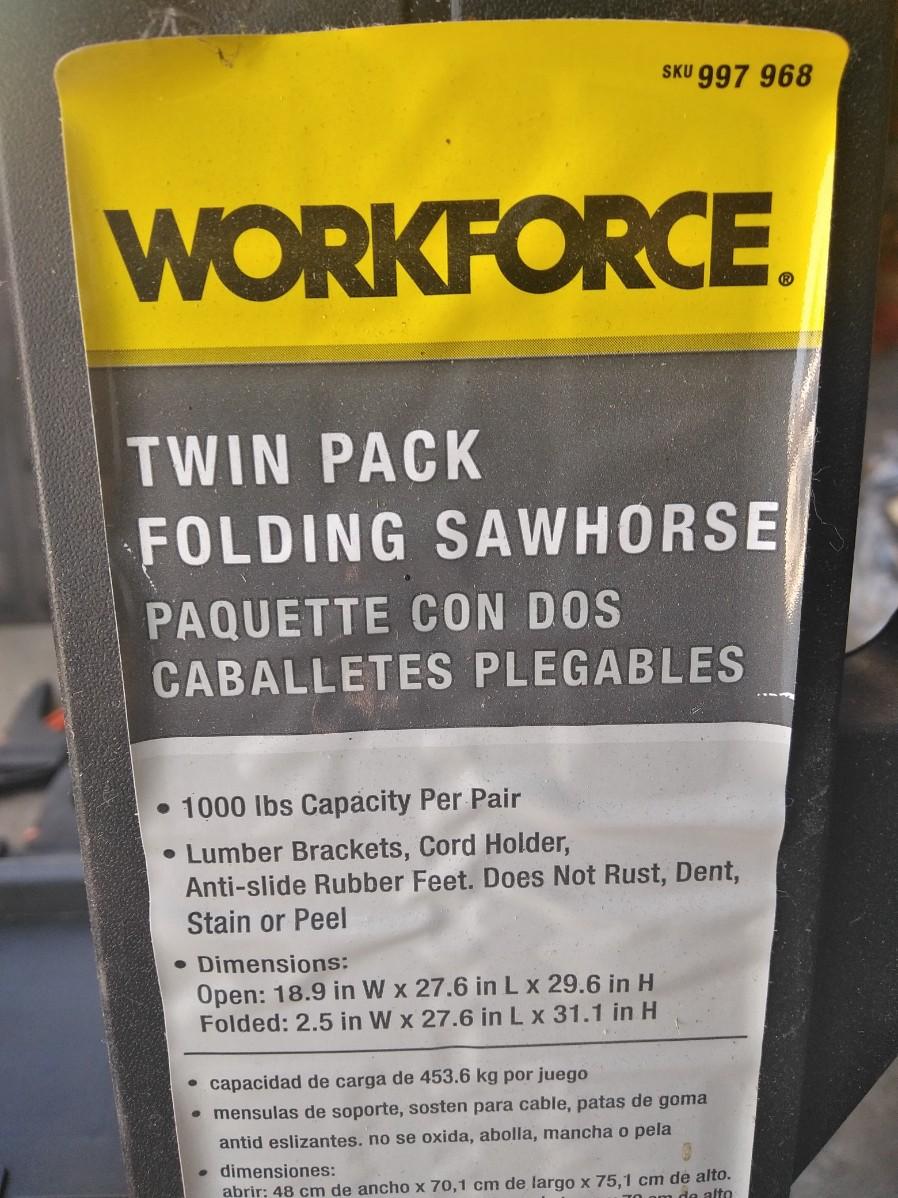 SKU 997 968
WORKFORCE®
TWIN PACK
FOLDING SAWHORSE
PAQUETTE CON DOS
CABALLETES PLEGABLES
• 1000 lbs Capacity Per Pair
• Lumber Brackets, Cord Holder,
Anti-slide Rubber Feet. Does Not Rust, Dent,
Stain or Peel
• Dimensions:
Open: 18.9 in W x 27.6 in L x 29.6 in H
Folded: 2.5 in W x 27.6 in L x 31.1 in H
• capacidad de carga de 453.6 kg por juego
• mensulas de soporte, sosten para cable, patas de goma
antid eslizantes. no se oxida, abolla, mancha o pela
• dimensiones:
abrir: 48 cm de ancho x 70,1 cm de largo x 75,1 cm de alto.